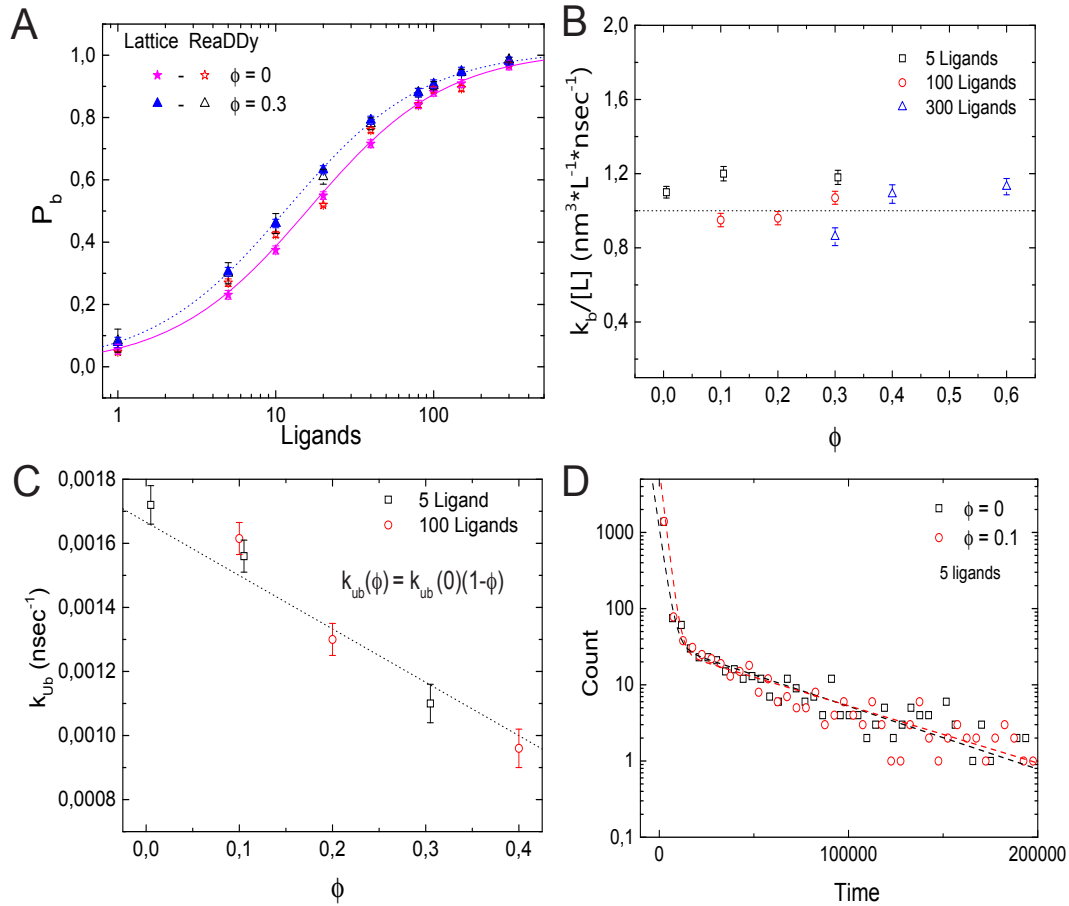 A
Lattice ReaDDy
- ϕ = 0
- ϕ = 0.3
1,0
0,8
0,6
0,4
0,2
0,0
P_b
1
10
100
Ligands
B
5 Ligands
100 Ligands
300 Ligands
2,0
1,6
1,2
0,8
0,4
k_b/[L] (nm³*L⁻¹*nsec⁻¹)
0,0
0,1
0,2
0,3
0,4
0,5
0,6
ϕ
C
5 Ligand
100 Ligands
k_ub(ϕ) = k_ub(0)(1-ϕ)
0,0018
0,0016
0,0014
0,0012
0,0010
0,0008
k_Ub (nsec⁻¹)
0,0
0,1
0,2
0,3
0,4
ϕ
D
ϕ = 0
ϕ = 0.1
5 ligands
1000
100
10
1
0,1
Count
0
100000
200000
Time